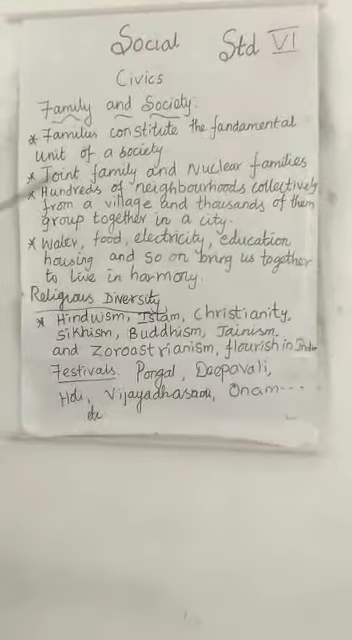 Social Std VI
Civics
Family and Society:
* Families constitute the fandamental
unit of a society
* Joint family and Nuclear families
* Hundreds of neighbourhoods collectively
from a village and thousands of them
group together in a city.
* Water, food, electricity, education
housing and so on bring us together
to live in harmony.
Religious Diversity
* Hinduism, Islam, Christianity,
Sikhism, Buddhism, Jainism
and Zoroastrianism, flourish in India
Festivals: Pongal, Deepavali,
Holi, Vijayadhasami, Onam ----
etc